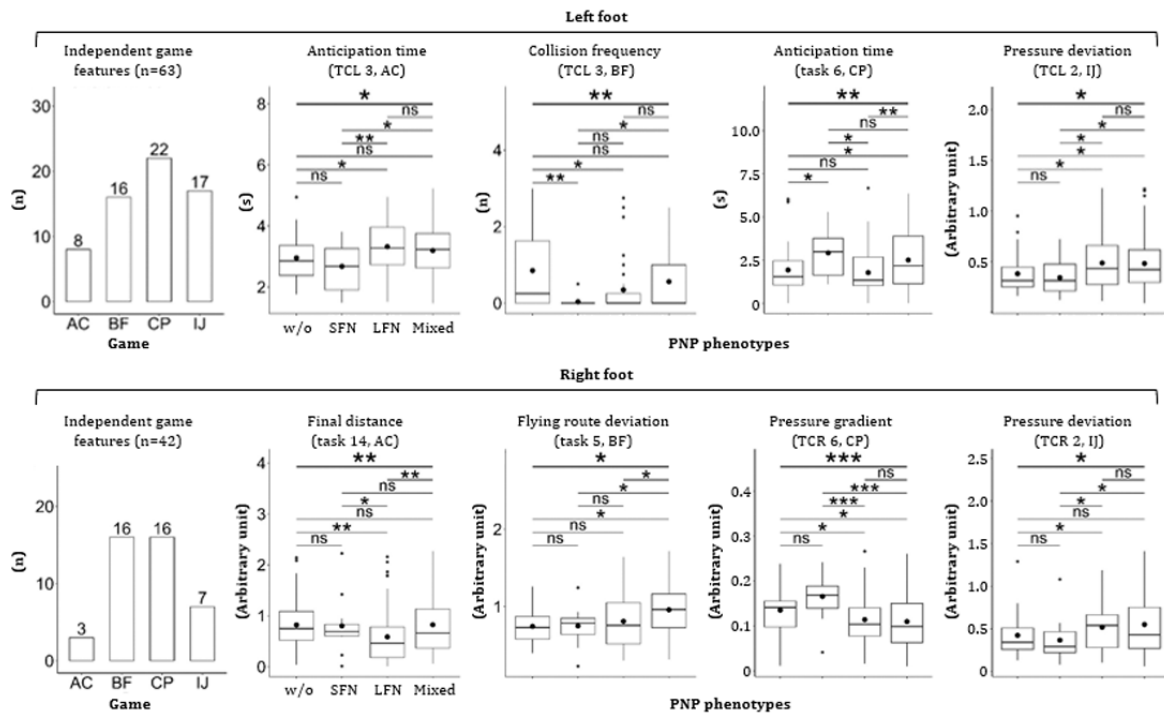 Left foot
Independent game
features (n=63)
(n)
30
20
10
0
8
16
22
17
AC BF CP IJ
Game
Anticipation time
(TCL 3, AC)
(s)
8
6
4
2
*
ns
*
**
ns
*
ns
w/o SFN LFN Mixed
Collision frequency
(TCL 3, BF)
(n)
4
2
0
**
ns
*
ns
ns
*
**
Anticipation time
(task 6, CP)
(s)
10.0
7.5
5.0
2.5
0
**
**
ns
*
*
ns
*
Pressure deviation
(TCL 2, IJ)
(Arbitrary unit)
2.0
1.5
1.0
0.5
*
ns
*
*
*
*
ns
PNP phenotypes
Right foot
Independent game
features (n=42)
(n)
20
10
0
3
16
16
7
AC BF CP IJ
Game
Final distance
(task 14, AC)
(Arbitrary unit)
4
3
2
1
0
**
**
ns
*
ns
**
ns
w/o SFN LFN Mixed
Flying route deviation
(task 5, BF)
(Arbitrary unit)
1
*
*
*
ns
*
ns
ns
Pressure gradient
(TCR 6, CP)
(Arbitrary unit)
0.4
0.3
0.2
0.1
0
***
ns
***
***
*
*
ns
Pressure deviation
(TCR 2, IJ)
(Arbitrary unit)
2.5
2.0
1.5
1.0
0.5
0
*
ns
*
*
ns
*
ns
PNP phenotypes